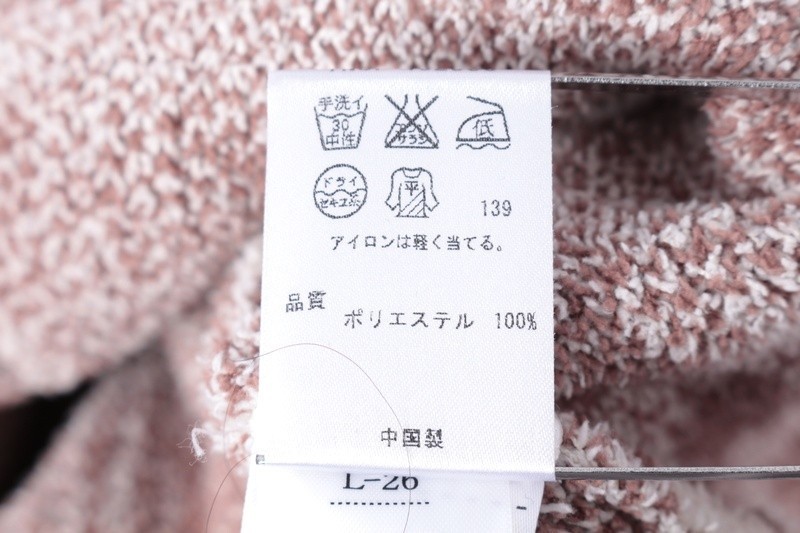 手洗イ
30
中性
エンソ
サラシ
低
ドライ
セキユ系
平
139
アイロンは軽く当てる。
品質
ポリエステル 100%
中国製
L-26